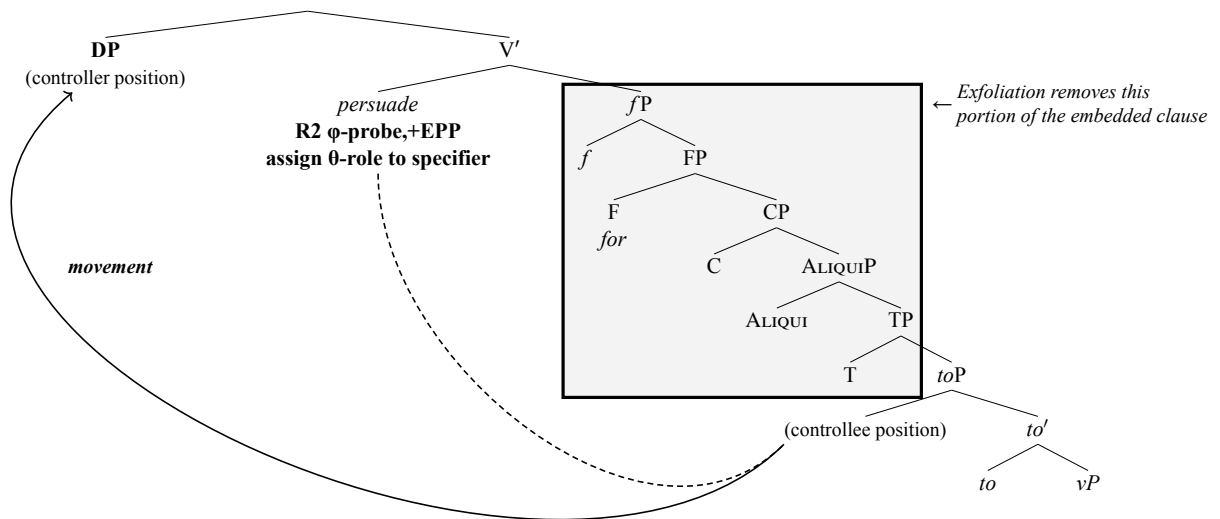 DP
(controller position)
V′
persuade
R2 φ-probe,+EPP
assign θ-role to specifier
fP
← Exfoliation removes this
portion of the embedded clause
f
FP
F
for
CP
movement
C
ALIQUIP
ALIQUI
TP
T
toP
(controllee position)
to′
to
vP